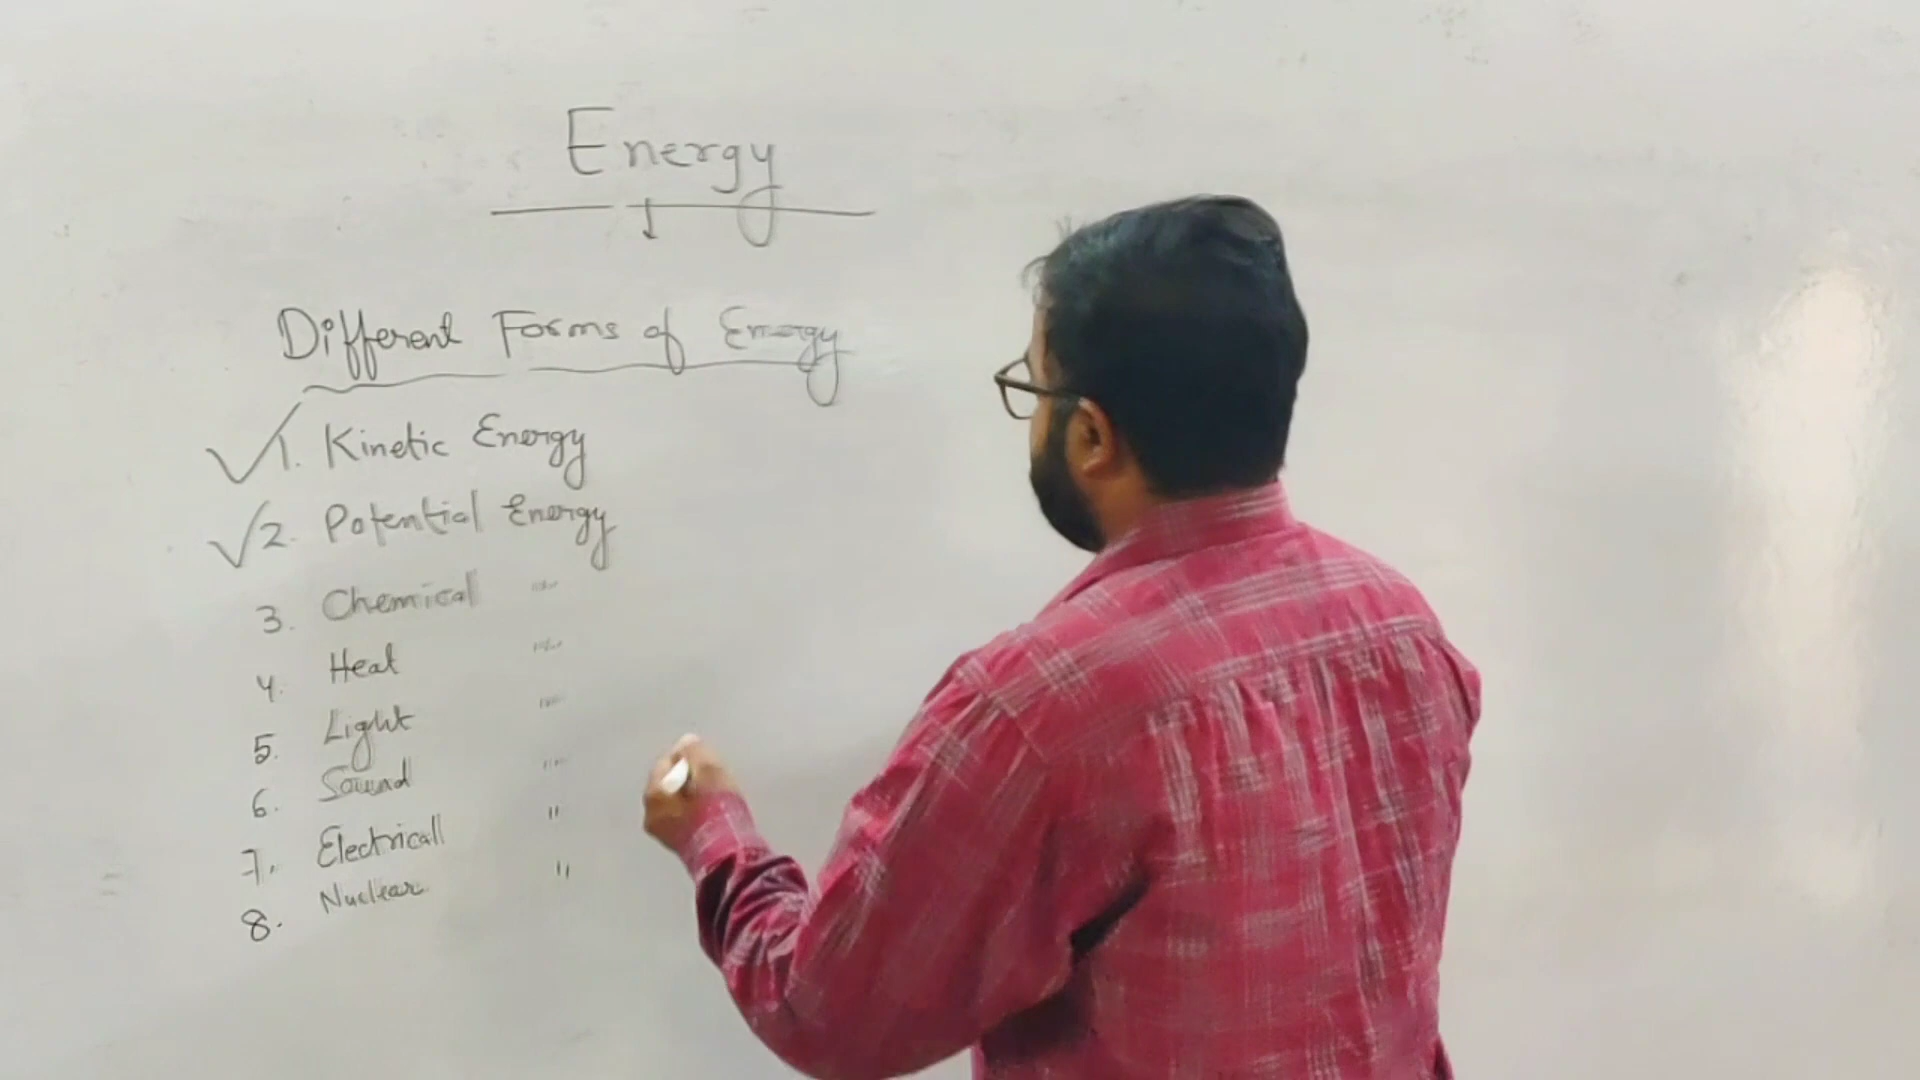 Energy
Different Forms of Energy
1. Kinetic Energy
2. Potential Energy
3. Chemical "
4. Heat "
5. Light "
6. Sound "
7. Electricall "
8. Nuclear "